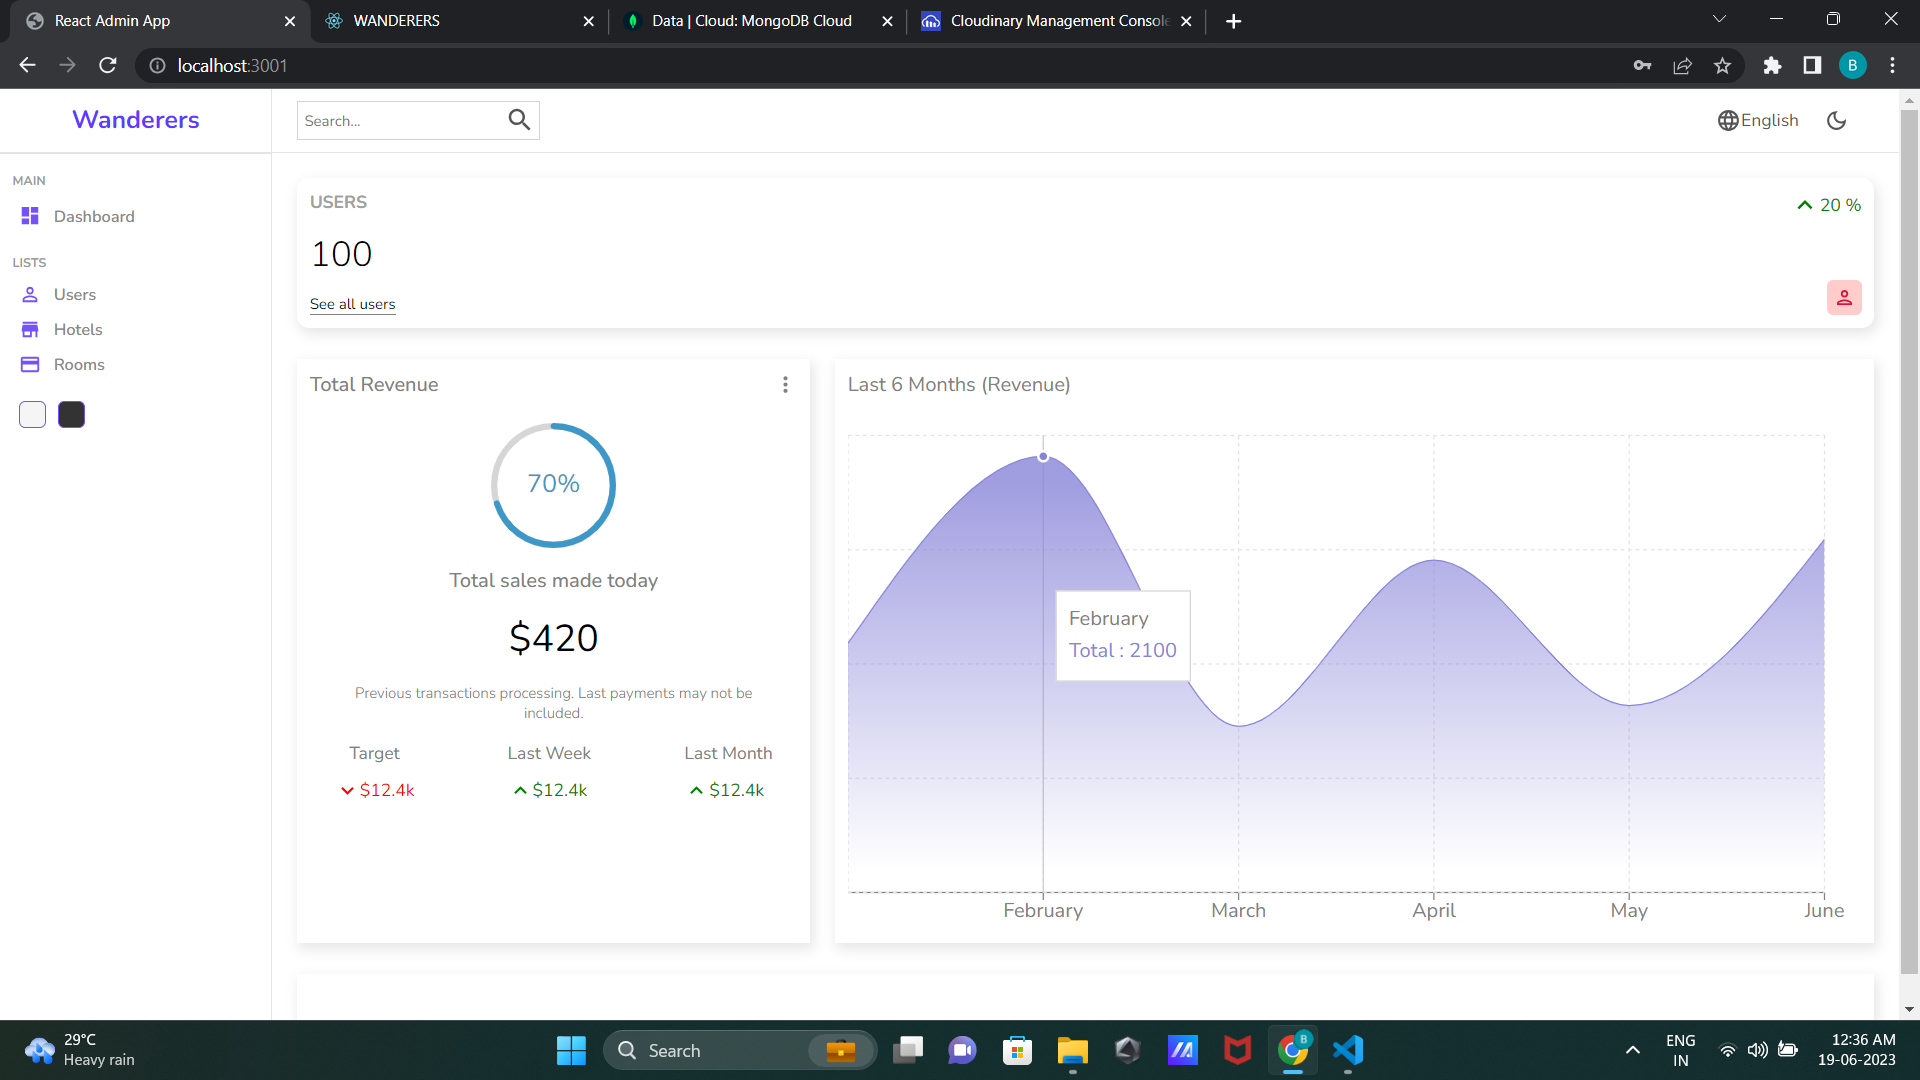 React Admin App
WANDERERS
Data | Cloud: MongoDB Cloud
Cloudinary Management Console
localhost:3001
B
Wanderers
Search...
English
MAIN
Dashboard
LISTS
Users
Hotels
Rooms
USERS
20 %
100
See all users
Total Revenue
70%
Total sales made today
$420
Previous transactions processing. Last payments may not be
included.
Target
Last Week
Last Month
$12.4k
$12.4k
$12.4k
Last 6 Months (Revenue)
February
Total : 2100
February
March
April
May
June
29°C
Heavy rain
Search
B
ENG
IN
12:36 AM
19-06-2023